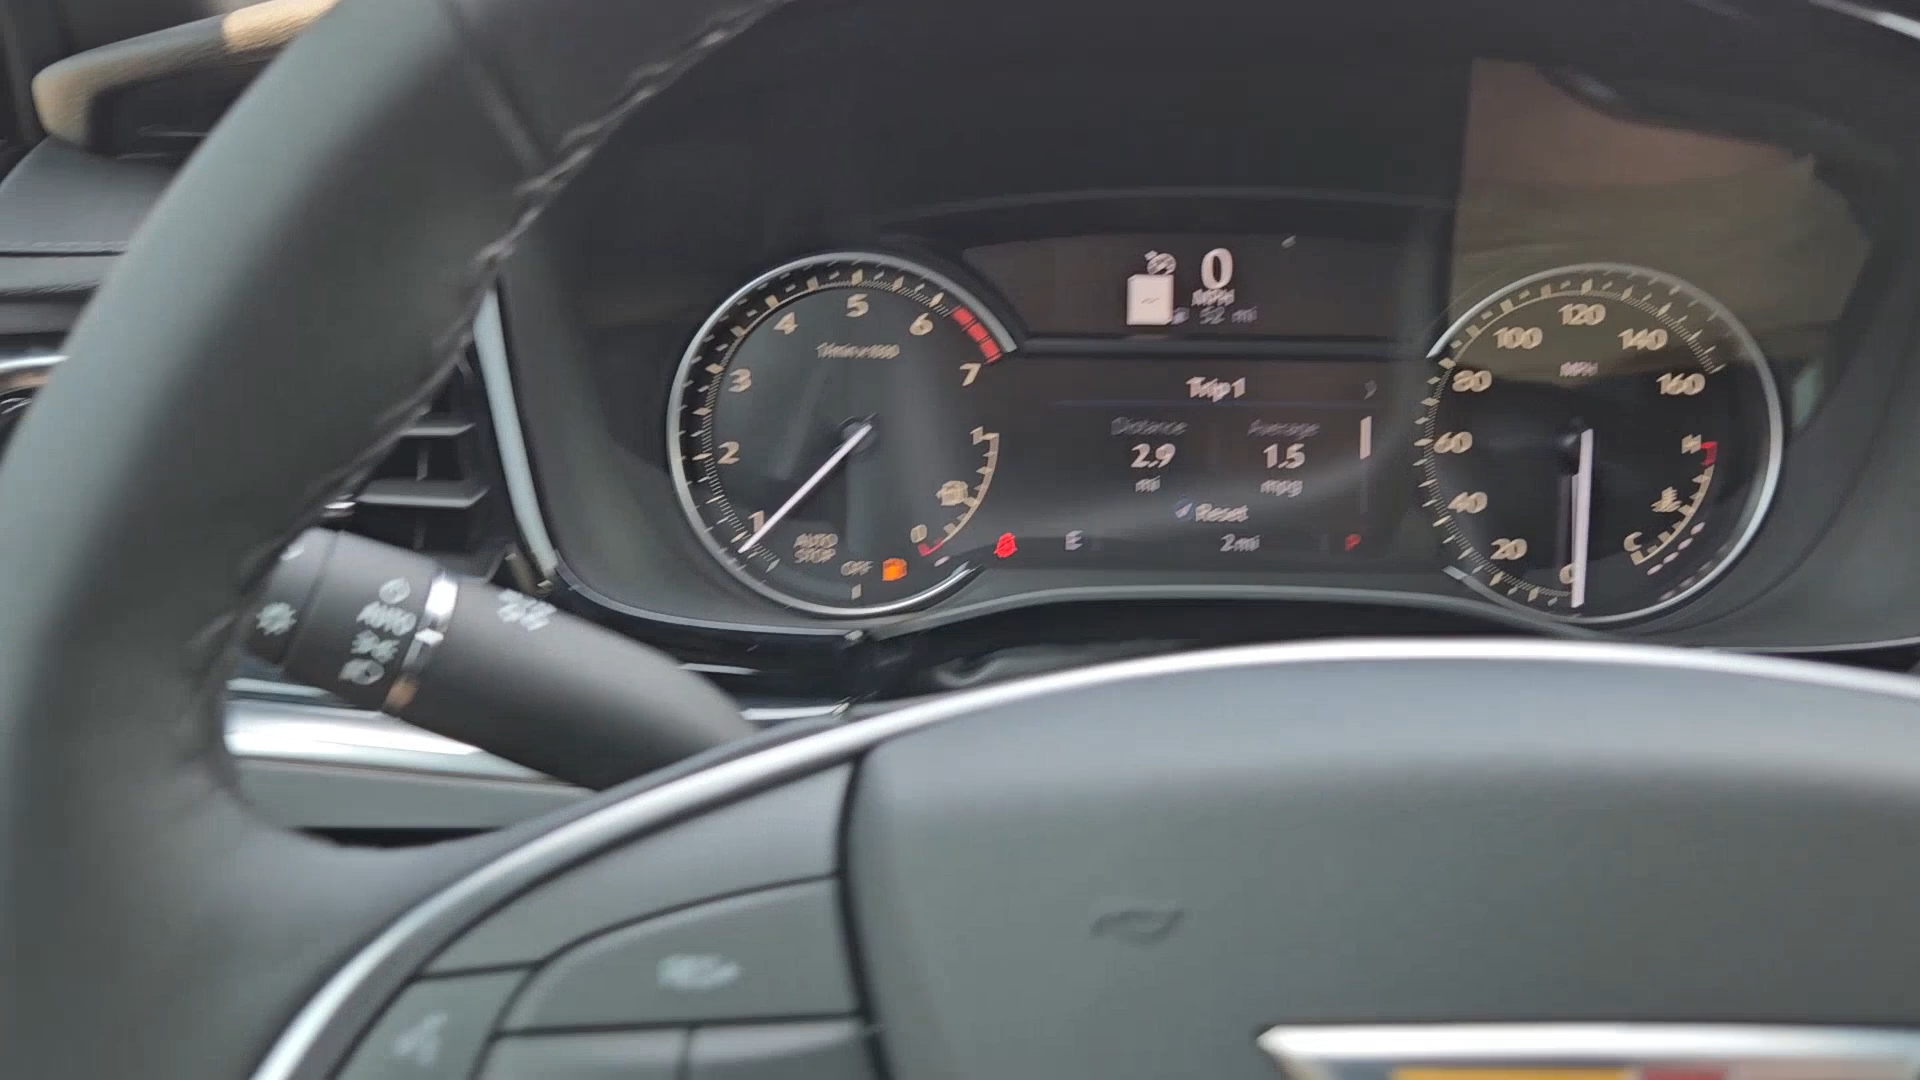 0
MPH
52 mi
5
4
6
3
7
2
1
1
0
AUTO
STOP
OFF
Trip 1
Distance
Average
2.9
1.5
mi
mpg
Reset
E
2 mi
P
120
100
140
MPH
80
160
60
H
40
C
20
0
AUTO